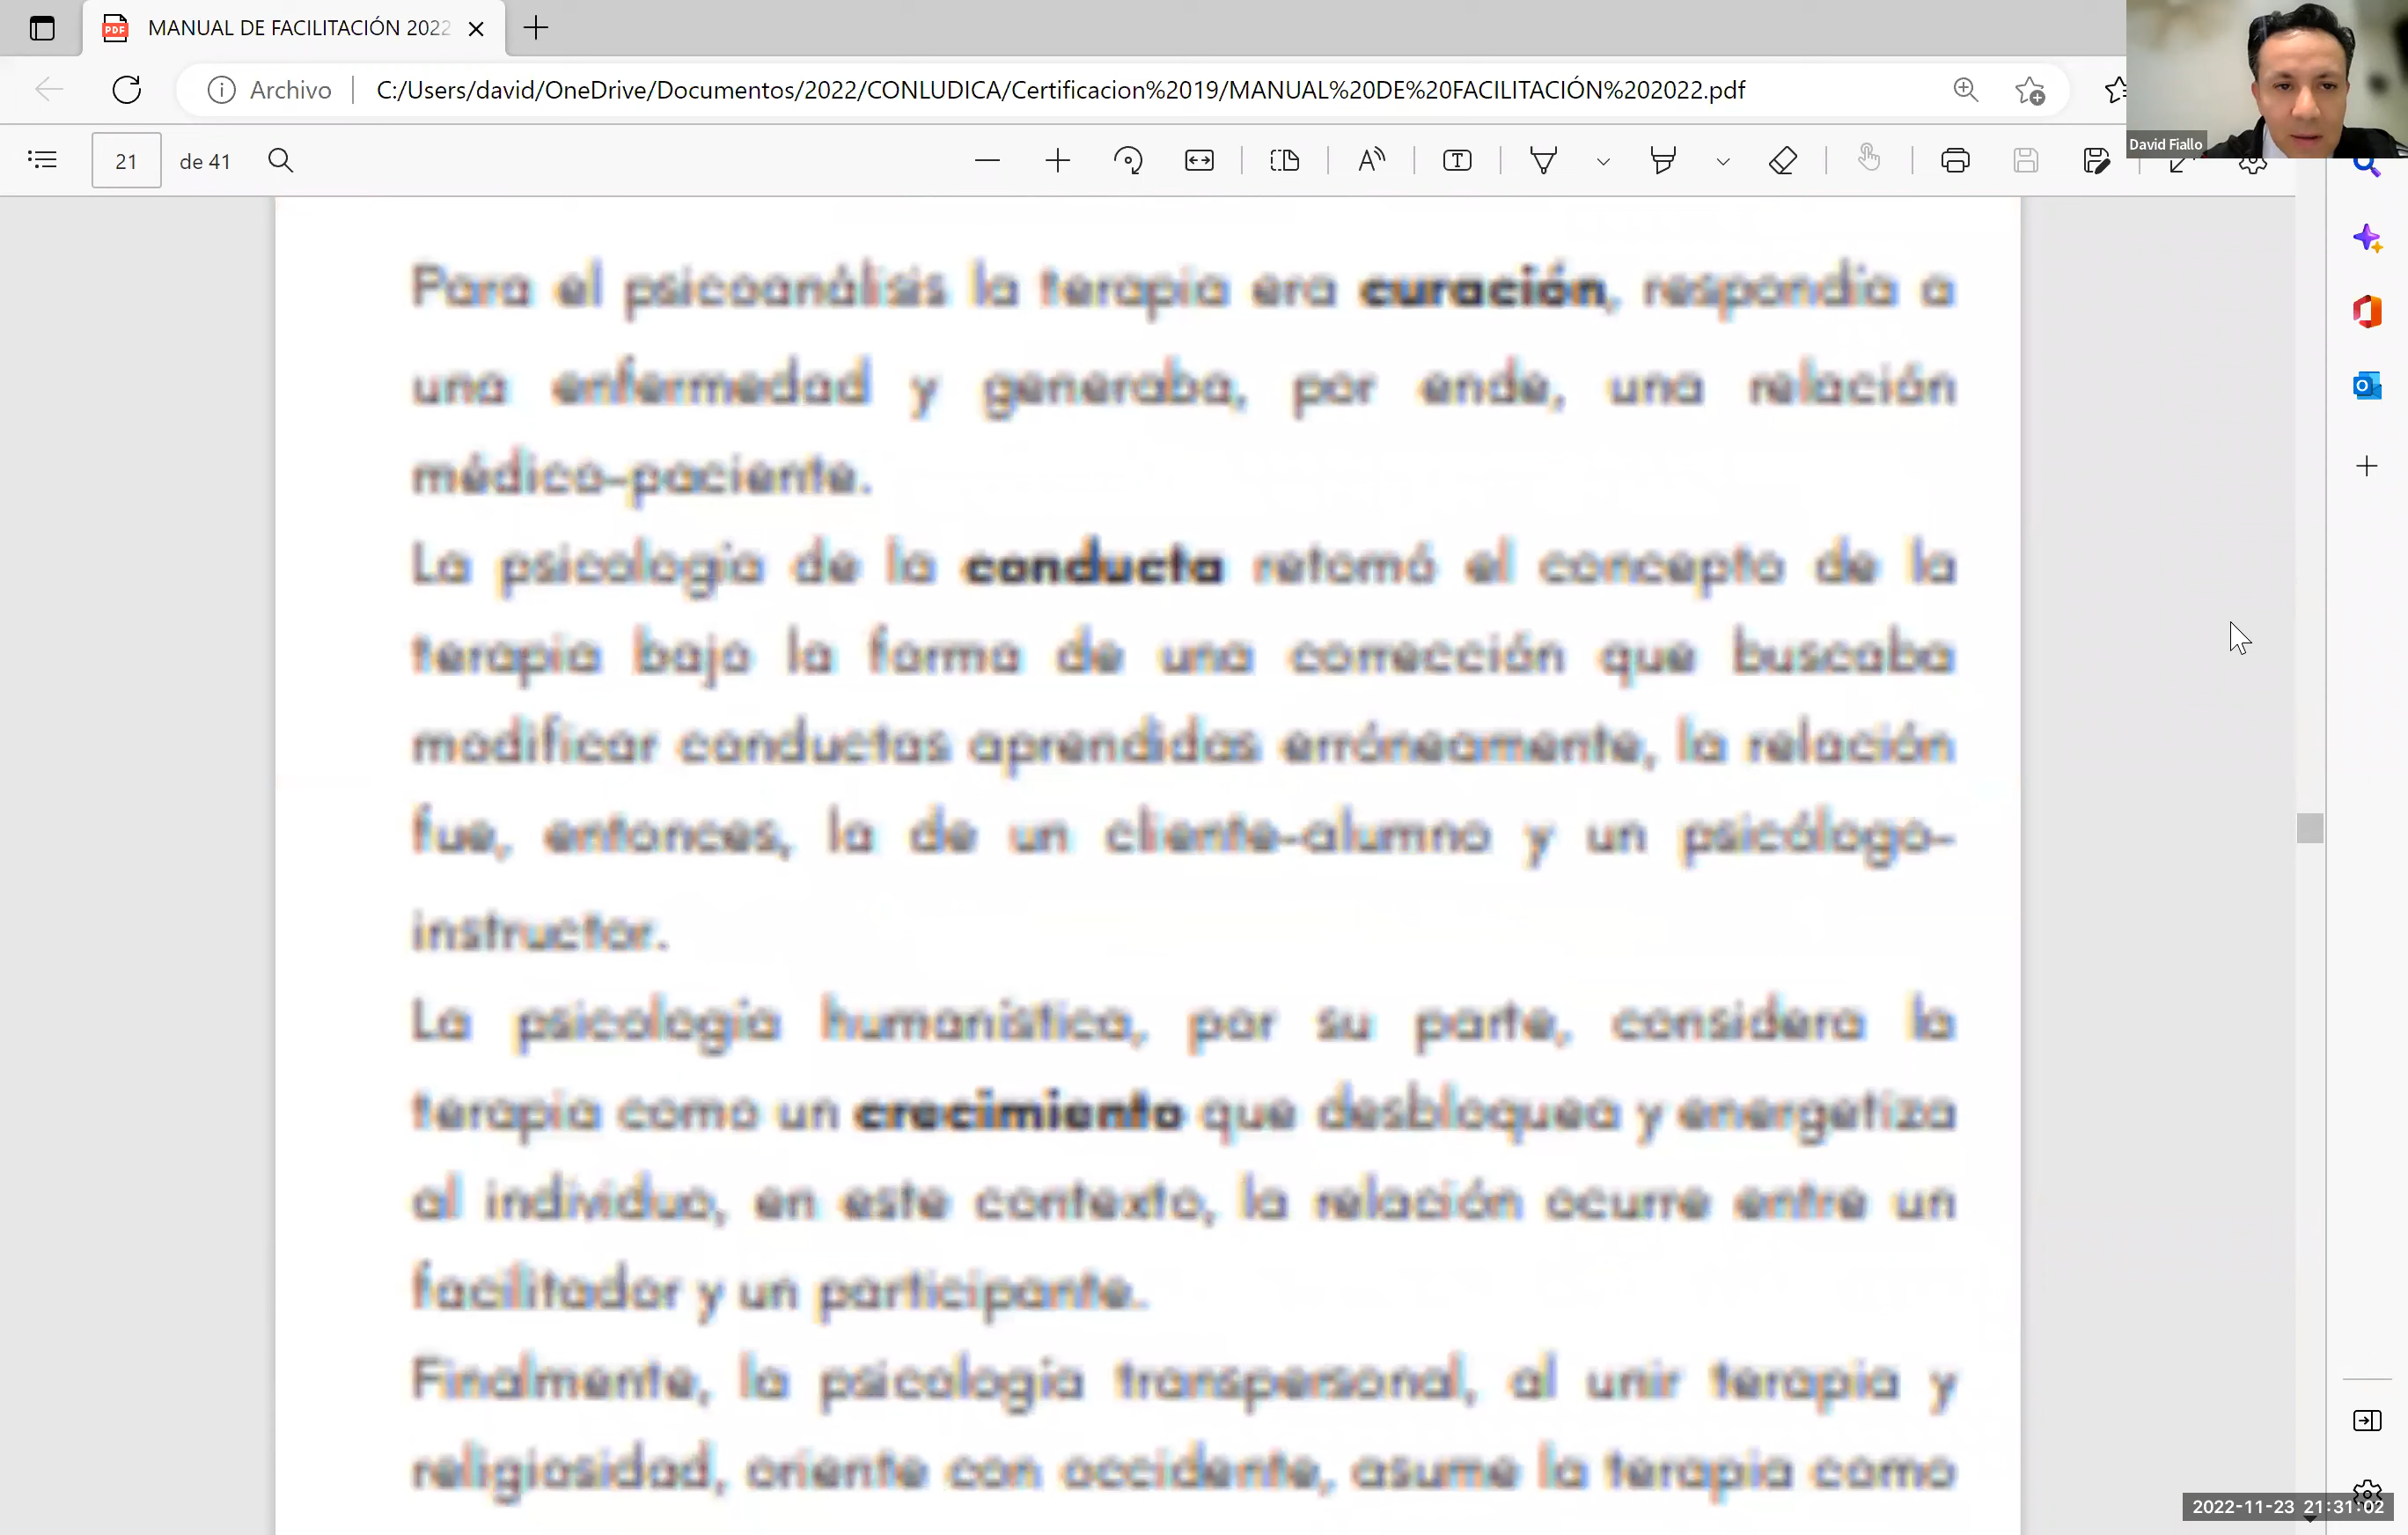 MANUAL DE FACILITACIÓN 2022
Archivo
C:/Users/david/OneDrive/Documentos/2022/CONLUDICA/Certificacion%2019/MANUAL%20DE%20FACILITACIÓN%202022.pdf
21 de 41
David Fiallo
Para el psicoanálisis la terapia era curación, respondía a
una enfermedad y generaba, por ende, una relación
médico-paciente.
La psicología de la conducta retomó el concepto de la
terapia bajo la forma de una corrección que buscaba
modificar conductas aprendidas erróneamente, la relación
fue, entonces, la de un cliente-alumno y un psicólogo-
instructor.
La psicología humanística, por su parte, considera la
terapia como un crecimiento que desbloquea y energetiza
al individuo, en este contexto, la relación ocurre entre un
facilitador y un participante.
Finalmente, la psicología transpersonal, al unir terapia y
religiosidad, oriente con occidente, asume la terapia como
2022-11-23 21:31:02